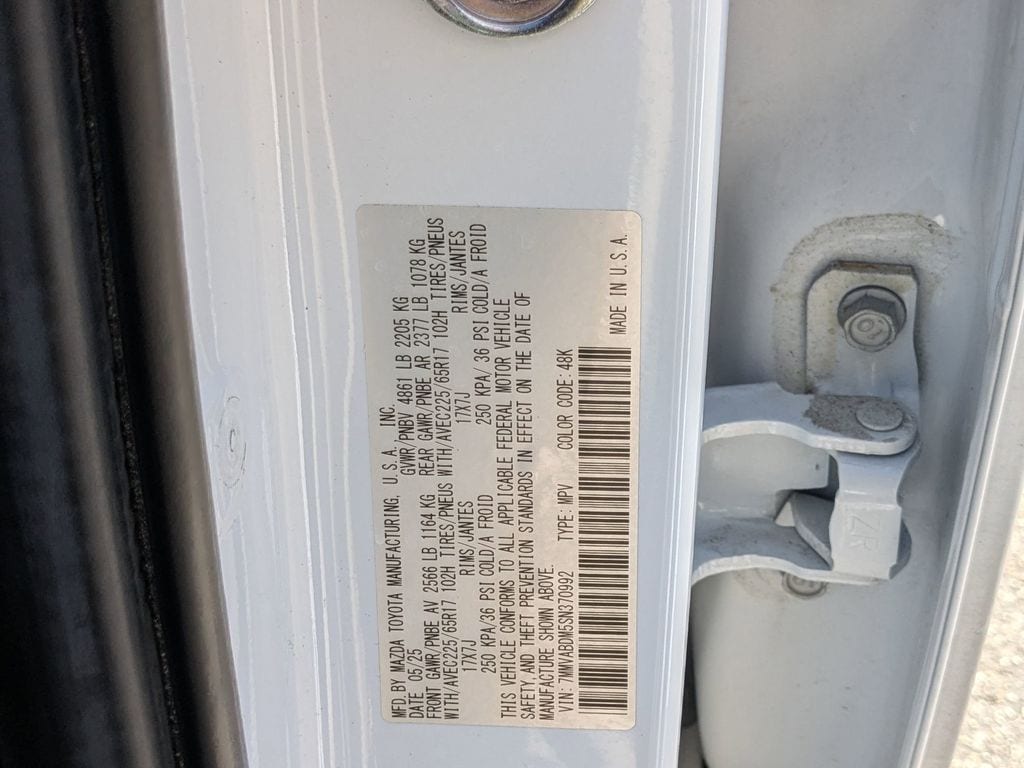 MFD.BY MAZDA TOYOTA MANUFACTURING, U.S.A., INC.
DATE 05/25 GVWR/PNBV 4861 LB 2205 KG
FRONT GAWR/PNBE AV 2566 LB 1164 KG REAR GAWR/PNBE AR 2377 LB 1078 KG
WITH/AVEC225/65R17 102H TIRES/PNEUS WITH/AVEC225/65R17 102H TIRES/PNEUS
17X7J RIMS/JANTES 17X7J RIMS/JANTES
250 KPA/36 PSI COLD/A FROID 250 KPA/36 PSI COLD/A FROID
THIS VEHICLE CONFORMS TO ALL APPLICABLE FEDERAL MOTOR VEHICLE
SAFETY, AND THEFT PREVENTION STANDARDS IN EFFECT ON THE DATE OF
MANUFACTURE SHOWN ABOVE.
VIN: 7MMVABDM5SN370992 TYPE: MPV COLOR CODE: 48K
MADE IN U.S.A.
ZR